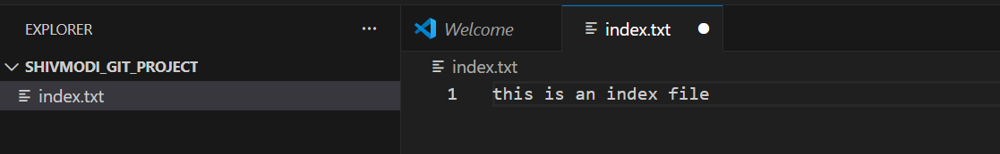 EXPLORER
···
Welcome
index.txt
SHIVMODI_GIT_PROJECT
index.txt
index.txt
1 this is an index file